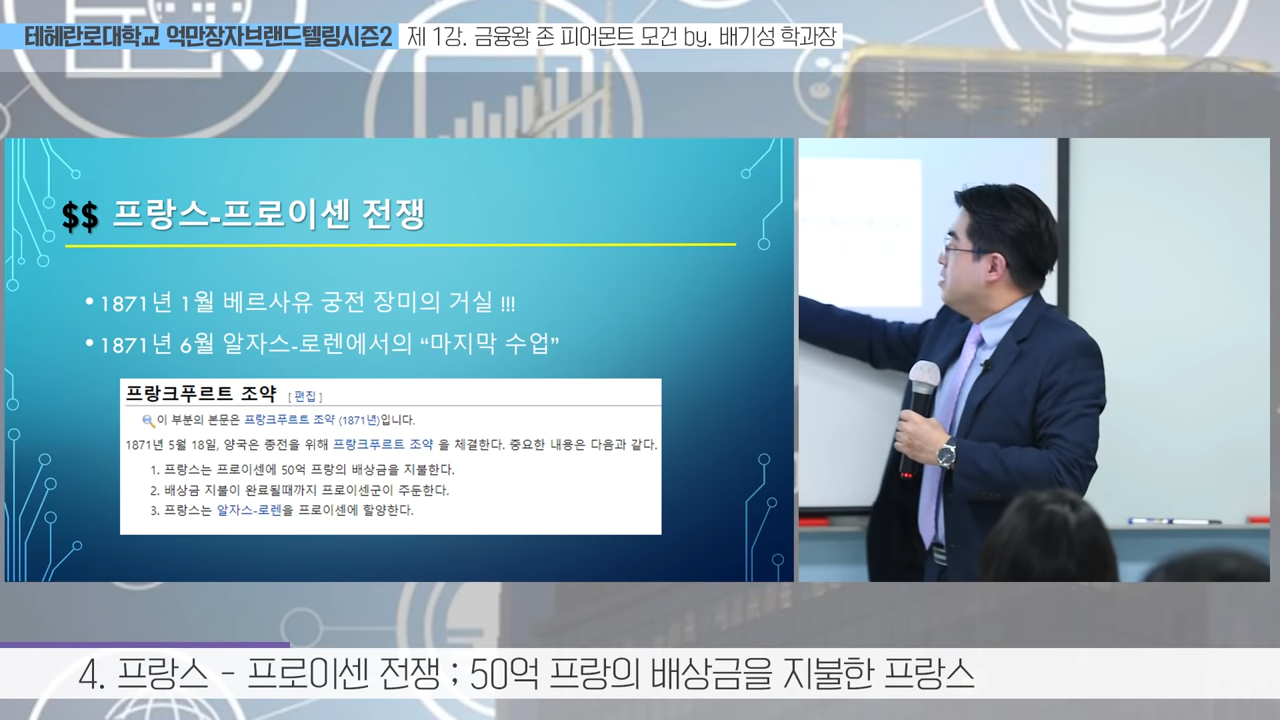 테헤란로대학교 억만장자브랜드텔링시즌2 제 1강. 금융왕 존 피어몬트 모건 by. 배기성 학과장
$$ 프랑스-프로이센 전쟁
• 1871년 1월 베르사유 궁전 장미의 거실 !!!
• 1871년 6월 알자스-로렌에서의 “마지막 수업”
프랑크푸르트 조약 [편집]
이 부분의 본문은 프랑크푸르트 조약 (1871년)입니다.
1871년 5월 18일, 양국은 종전을 위해 프랑크푸르트 조약 을 체결한다. 중요한 내용은 다음과 같다.
1. 프랑스는 프로이센에 50억 프랑의 배상금을 지불한다.
2. 배상금 지불이 완료될때까지 프로이센군이 주둔한다.
3. 프랑스는 알자스-로렌을 프로이센에 할양한다.
4. 프랑스 - 프로이센 전쟁 ; 50억 프랑의 배상금을 지불한 프랑스